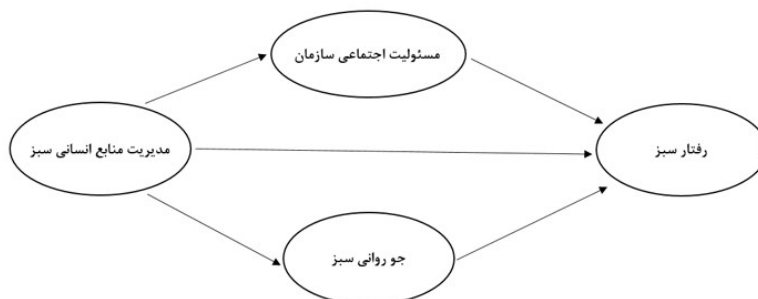 مسئولیت اجتماعی سازمان
مدیریت منابع انسانی سبز
رفتار سبز
جو روانی سبز